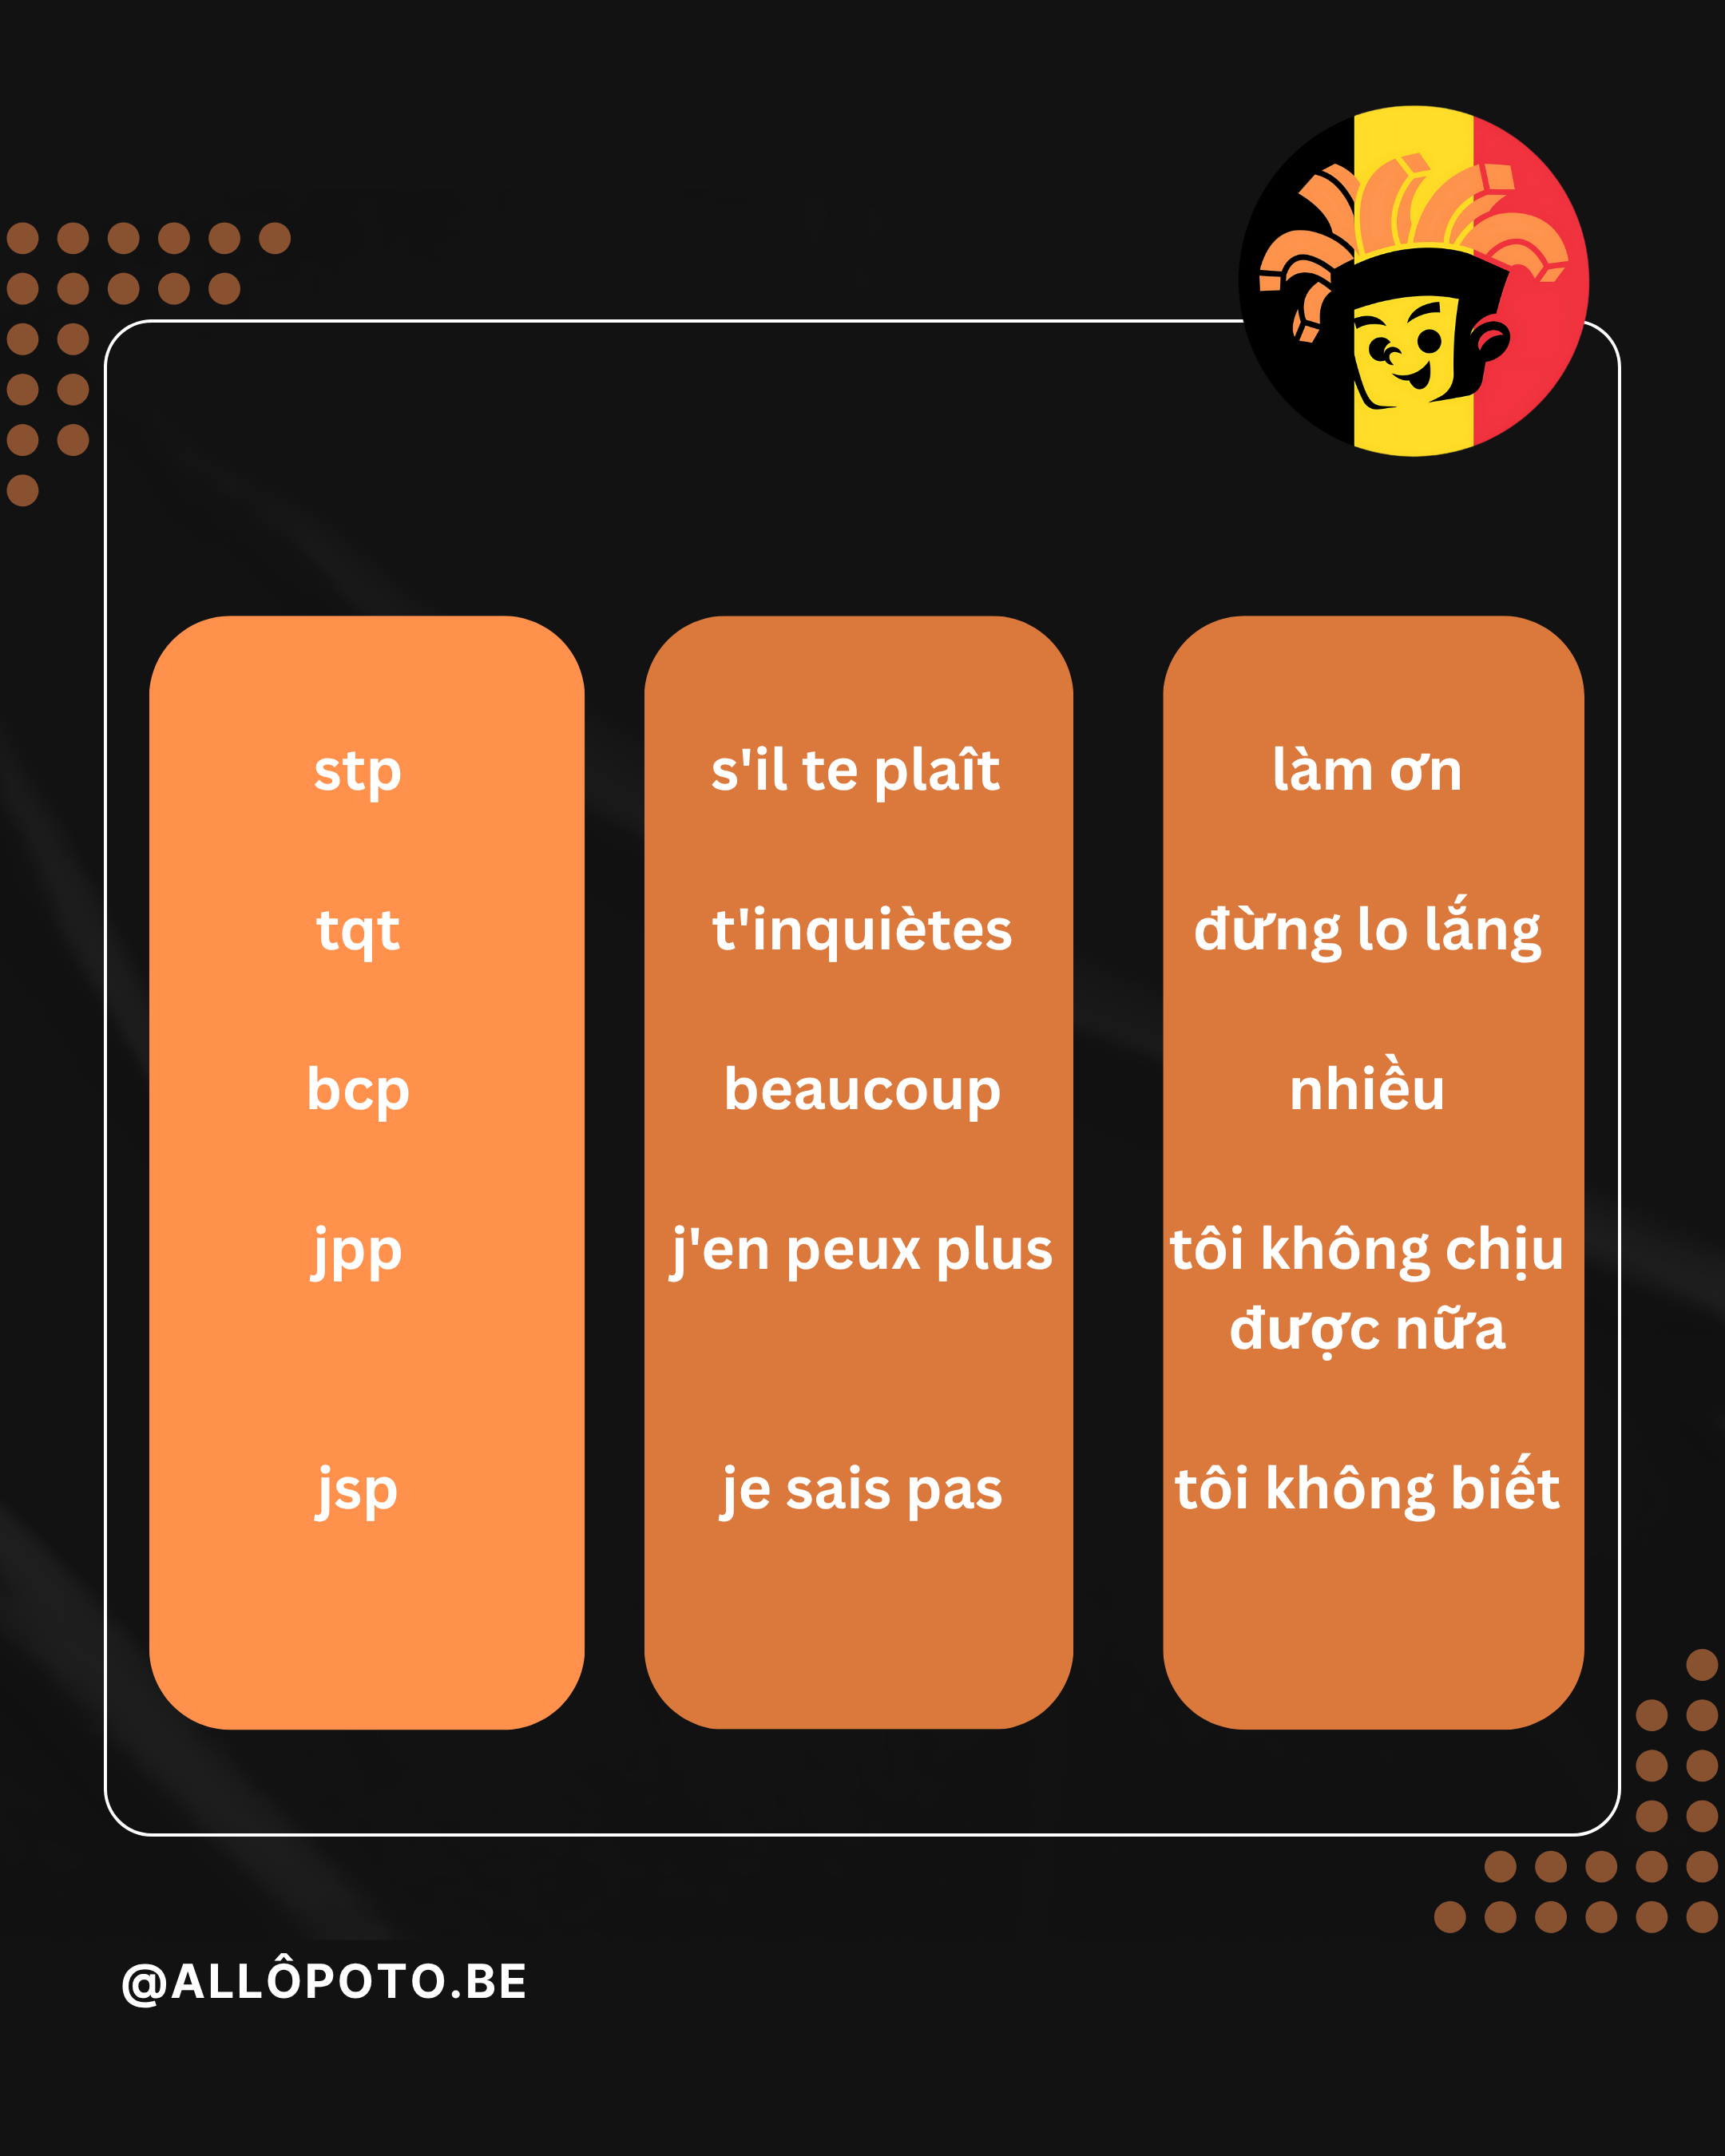 stp s'il te plaît làm ơn
tqt t'inquiètes đừng lo lắng
bcp beaucoup nhiều
jpp j'en peux plus tôi không chịu
được nữa
jsp je sais pas tôi không biết
@ALLÔPOTO.BE